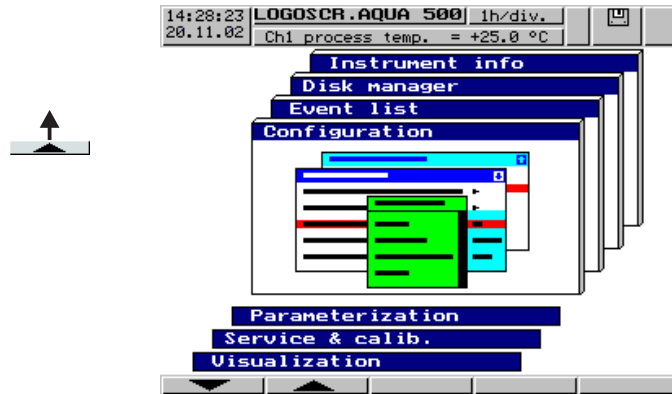 14:28:23 LOGOSCR.AQUA 500 1h/div.
20.11.02 Ch1 process temp. = +25.0 °C
Instrument info
Disk manager
Event list
Configuration
Parameterization
Service & calib.
Visualization